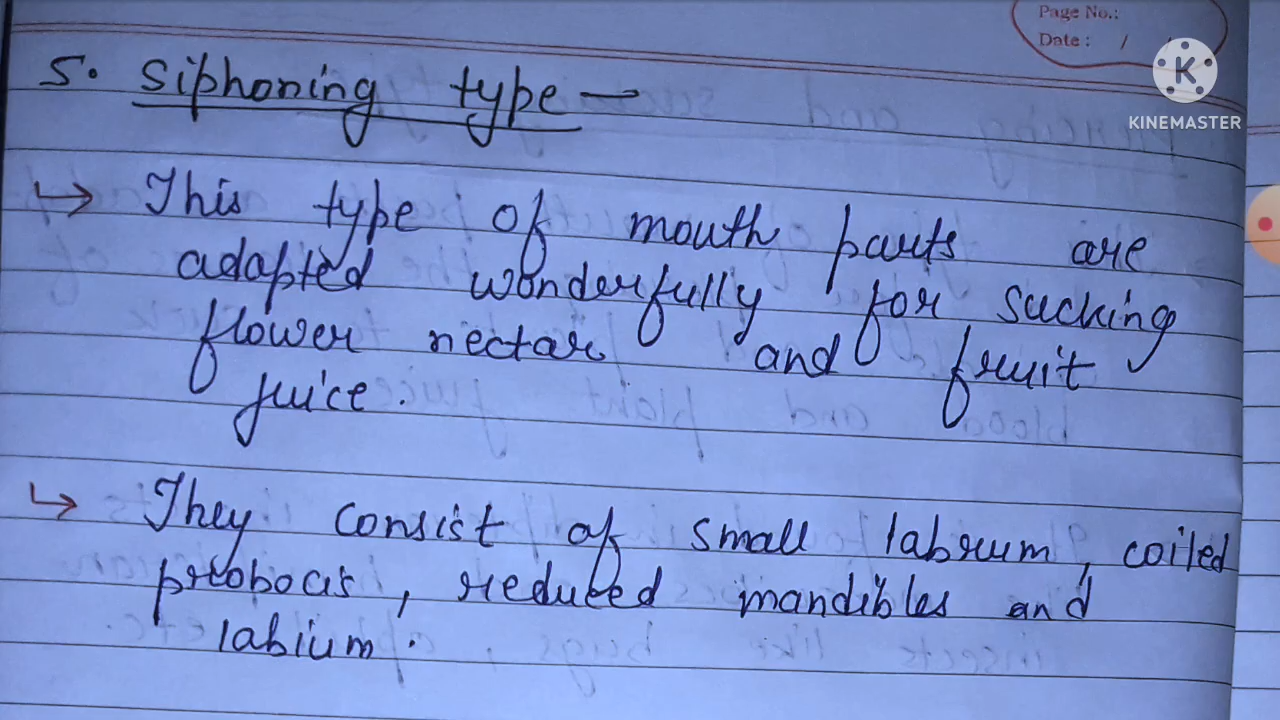 Page No.:
Date : / /
KINEMASTER
5. Siphoning type —
↳ This type of mouth parts are
adapted wonderfully for sucking
flower nectar and fruit
juice.
↳ They consist of small labrum, coiled
probocis, reduced mandibles and
labium.